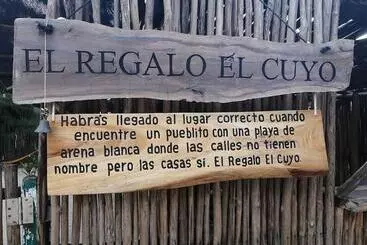 EL REGALO EL CUYO
Habrás llegado al lugar correcto cuando
encuentre un pueblito con una playa de
arena blanca donde las calles no tienen
nombre pero las casas si. El Regalo El Cuyo